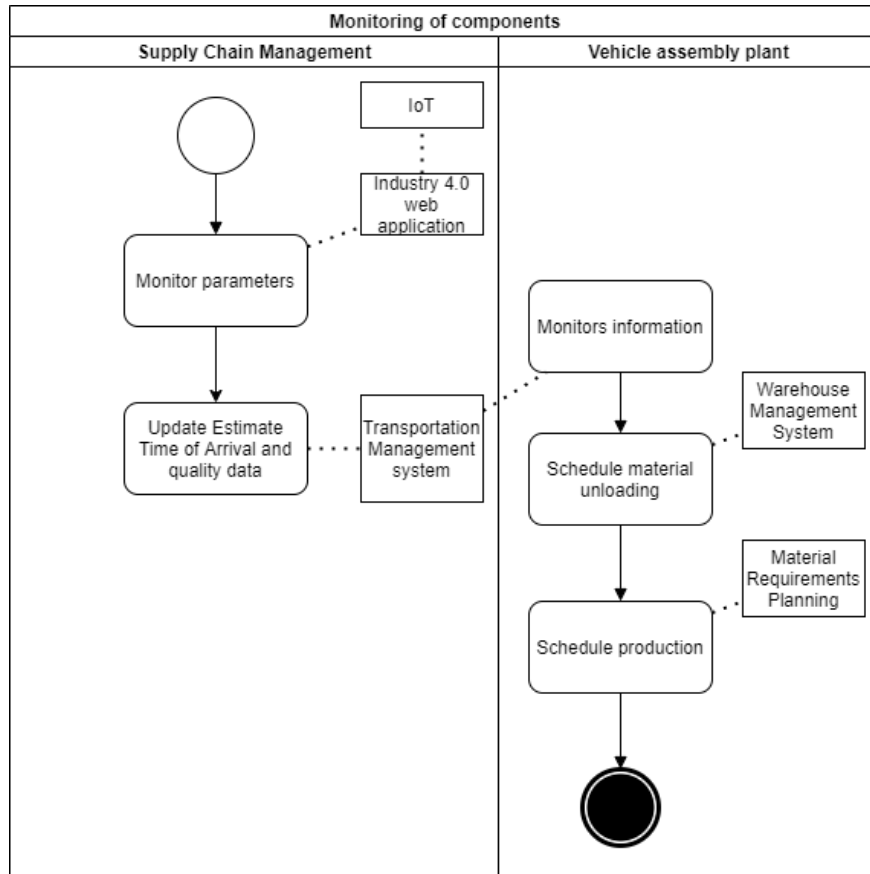 Monitoring of components
Supply Chain Management
Vehicle assembly plant
IoT
Industry 4.0
web
application
Monitor parameters
Monitors information
Update Estimate
Time of Arrival and
quality data
Transportation
Management
system
Warehouse
Management
System
Schedule material
unloading
Material
Requirements
Planning
Schedule production